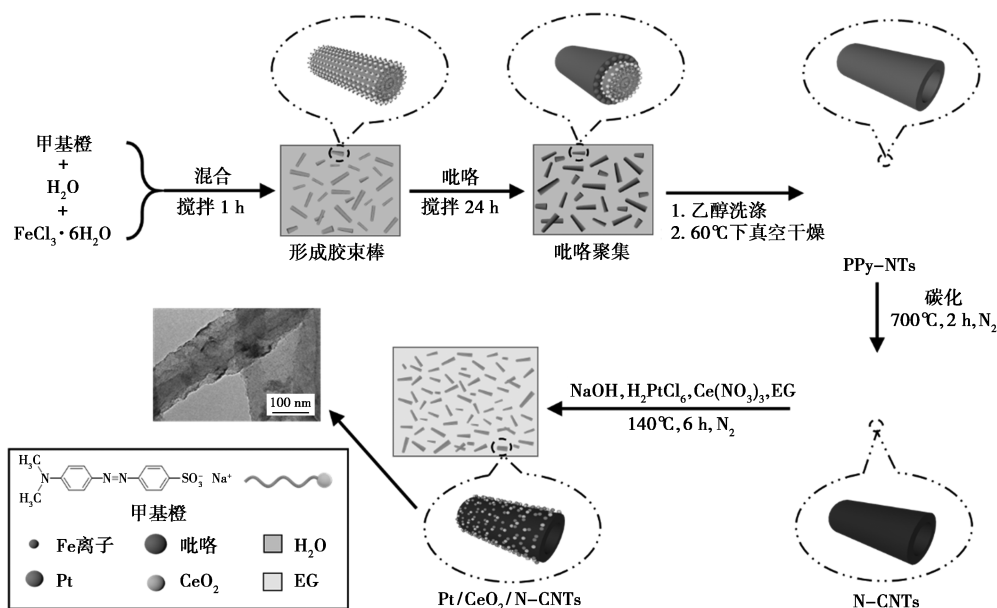 甲基橙
+
H₂O
+
FeCl₃·6H₂O
混合
搅拌 1 h
形成胶束棒
吡咯
搅拌 24 h
吡咯聚集
1. 乙醇洗涤
2. 60℃下真空干燥
PPy-NTs
碳化
700℃, 2 h, N₂
NaOH, H₂PtCl₆, Ce(NO₃)₃, EG
140℃, 6 h, N₂
N-CNTs
Pt/CeO₂/N-CNTs
100 nm
H₃C
N
H₃C
N=N
SO₃⁻ Na⁺
甲基橙
Fe离子
吡咯
H₂O
Pt
CeO₂
EG